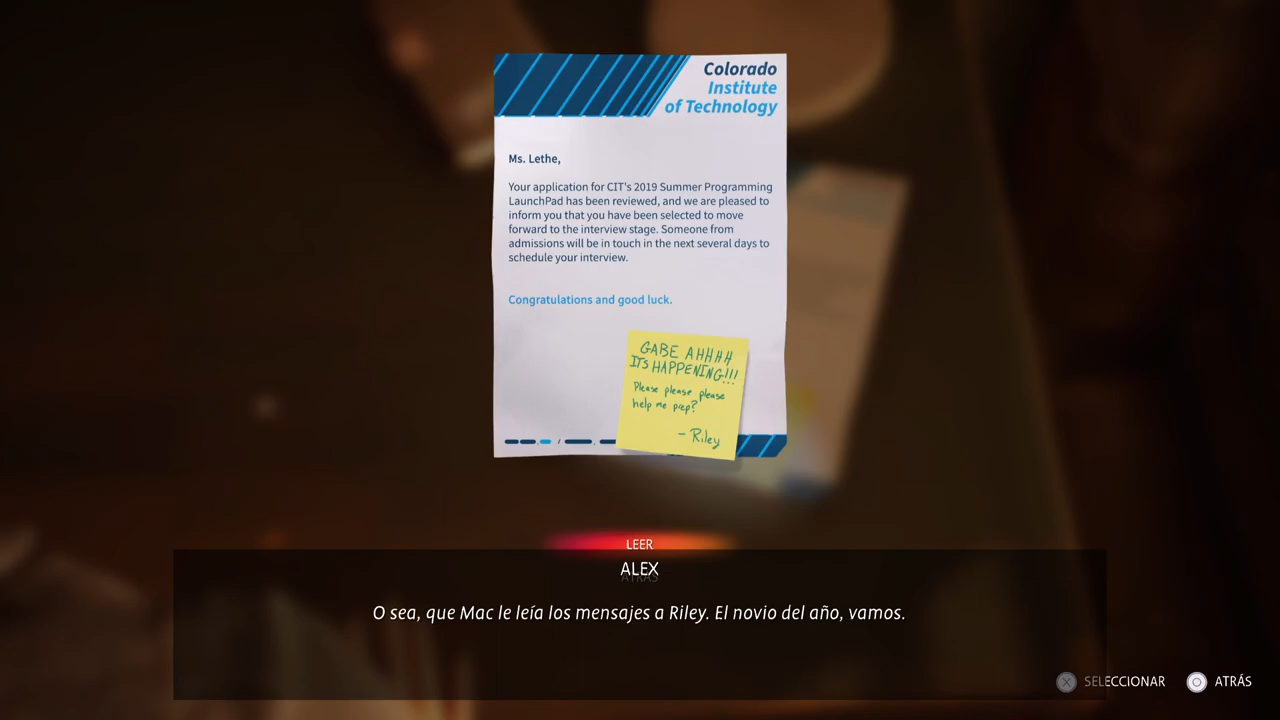 Colorado
Institute
of Technology
Ms. Lethe,
Your application for CIT's 2019 Summer Programming
LaunchPad has been reviewed, and we are pleased to
inform you that you have been selected to move
forward to the interview stage. Someone from
admissions will be in touch in the next several days to
schedule your interview.
Congratulations and good luck.
GABE AHHHH
ITS HAPPENING!!!
Please please please
help me prep?
- Riley
LEER
ALEX
ATRÁS
O sea, que Mac le leía los mensajes a Riley. El novio del año, vamos.
SELECCIONAR
ATRÁS